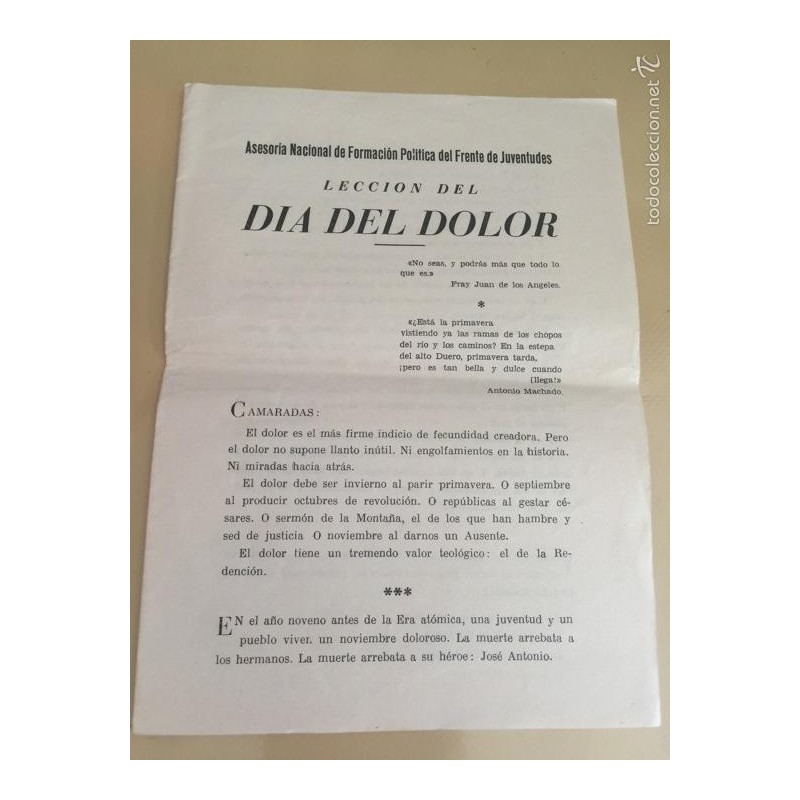 Asesoría Nacional de Formación Política del Frente de Juventudes
LECCION DEL
DIA DEL DOLOR
«No seas, y podrás más que todo lo
que es.»
Fray Juan de los Angeles.
*
«¿Está la primavera
vistiendo ya las ramas de los chopos
del río y los caminos? En la estepa
del alto Duero, primavera tarda,
¡pero es tan bella y dulce cuando
[llega!»
Antonio Machado.
CAMARADAS:
El dolor es el más firme indicio de fecundidad creadora. Pero
el dolor no supone llanto inútil. Ni engolfamientos en la historia.
Ni miradas hacia atrás.
El dolor debe ser invierno al parir primavera. O septiembre
al producir octubres de revolución. O repúblicas al gestar cé-
sares. O sermón de la Montaña, el de los que han hambre y
sed de justicia O noviembre al darnos un Ausente.
El dolor tiene un tremendo valor teológico: el de la Re-
dención.
***
EN el año noveno antes de la Era atómica, una juventud y un
pueblo viven un noviembre doloroso. La muerte arrebata a
los hermanos. La muerte arrebata a su héroe: José Antonio.
todocoleccion.net
TC